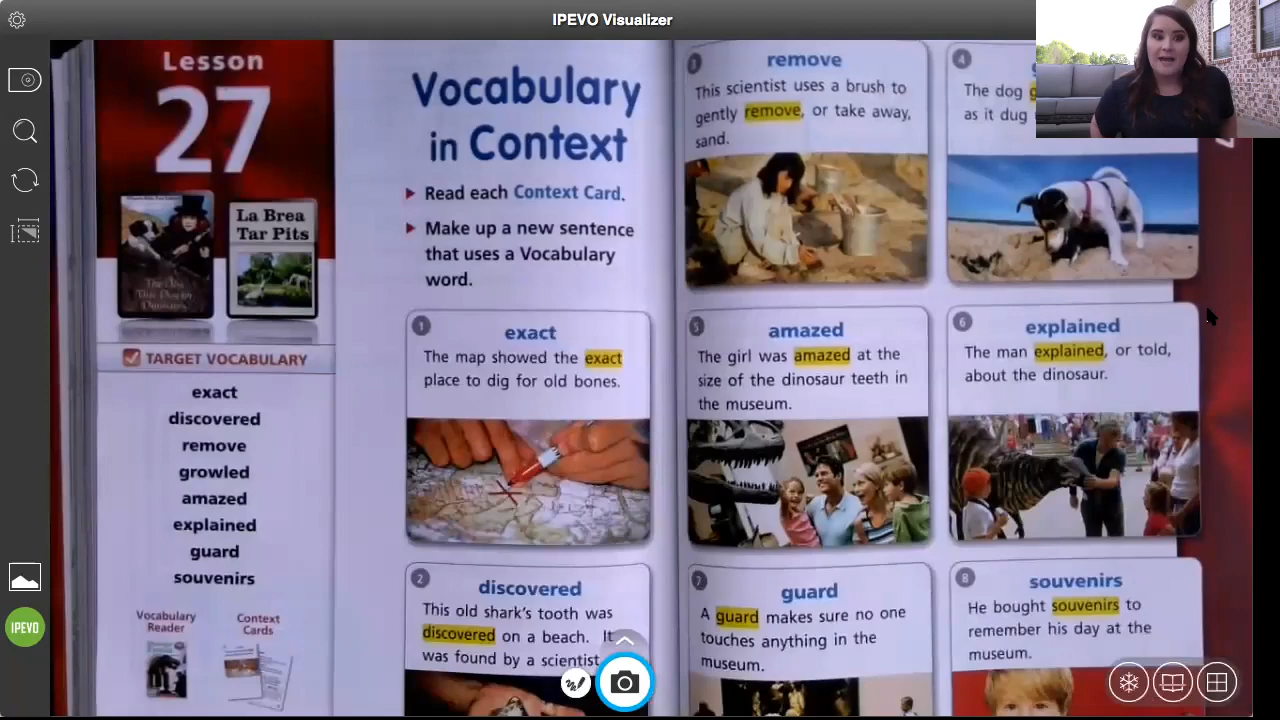 IPEVO Visualizer
Lesson
27
La Brea
Tar Pits
TARGET VOCABULARY
exact
discovered
remove
growled
amazed
explained
guard
souvenirs
Vocabulary
Reader
Context
Cards
IPEVO
Vocabulary
in Context
Read each Context Card.
Make up a new sentence
that uses a Vocabulary
word.
1
exact
The map showed the exact
place to dig for old bones.
2
discovered
This old shark's tooth was
discovered on a beach. It
was found by a scientist
3
remove
This scientist uses a brush to
gently remove, or take away,
sand.
4
The dog
as it dug
5
amazed
The girl was amazed at the
size of the dinosaur teeth in
the museum.
6
explained
The man explained, or told,
about the dinosaur.
7
guard
A guard makes sure no one
touches anything in the
museum.
8
souvenirs
He bought souvenirs to
remember his day at the
museum.